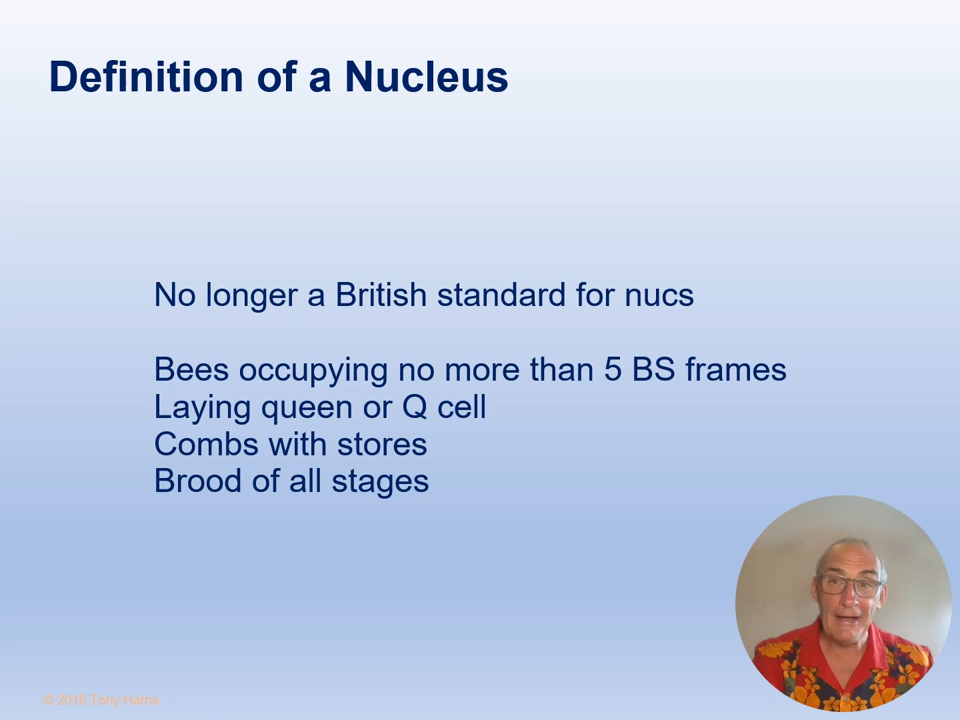 Definition of a Nucleus
No longer a British standard for nucs
Bees occupying no more than 5 BS frames
Laying queen or Q cell
Combs with stores
Brood of all stages
© 2018 Tony Harris